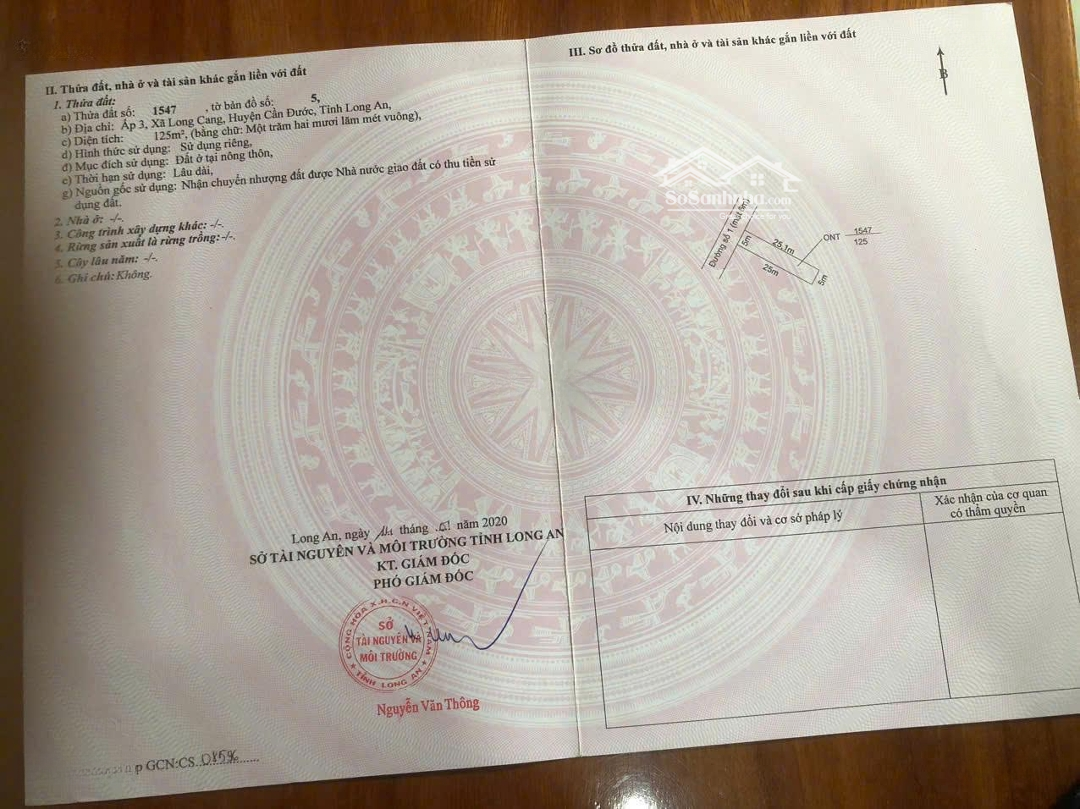 II. Thửa đất, nhà ở và tài sản khác gắn liền với đất
1. Thửa đất:
a) Thửa đất số: 1547 , tờ bản đồ số: 5,
b) Địa chỉ: Ấp 3, Xã Long Cang, Huyện Cần Đước, Tỉnh Long An,
c) Diện tích: 125m², (bằng chữ: Một trăm hai mươi lăm mét vuông),
d) Hình thức sử dụng: Sử dụng riêng,
đ) Mục đích sử dụng: Đất ở tại nông thôn,
e) Thời hạn sử dụng: Lâu dài,
g) Nguồn gốc sử dụng: Nhận chuyển nhượng đất được Nhà nước giao đất có thu tiền sử
dụng đất.
2. Nhà ở: -/-.
3. Công trình xây dựng khác: -/-.
4. Rừng sản xuất là rừng trồng: -/-.
5. Cây lâu năm: -/-.
6. Ghi chú: Không.
Long An, ngày tháng năm 2020
SỞ TÀI NGUYÊN VÀ MÔI TRƯỜNG TỈNH LONG AN
KT. GIÁM ĐỐC
PHÓ GIÁM ĐỐC
CỘNG HÒA X.H.C.N VIỆT NAM
SỞ
TÀI NGUYÊN VÀ
MÔI TRƯỜNG
TỈNH LONG AN
Nguyễn Văn Thông
p GCN:CS
III. Sơ đồ thửa đất, nhà ở và tài sản khác gắn liền với đất
B
SoSanhNha.com
Đường số 1
5m
25,1m
25m
5m
ONT
1547
125
IV. Những thay đổi sau khi cấp giấy chứng nhận
Nội dung thay đổi và cơ sở pháp lý
Xác nhận của cơ quan
có thẩm quyền